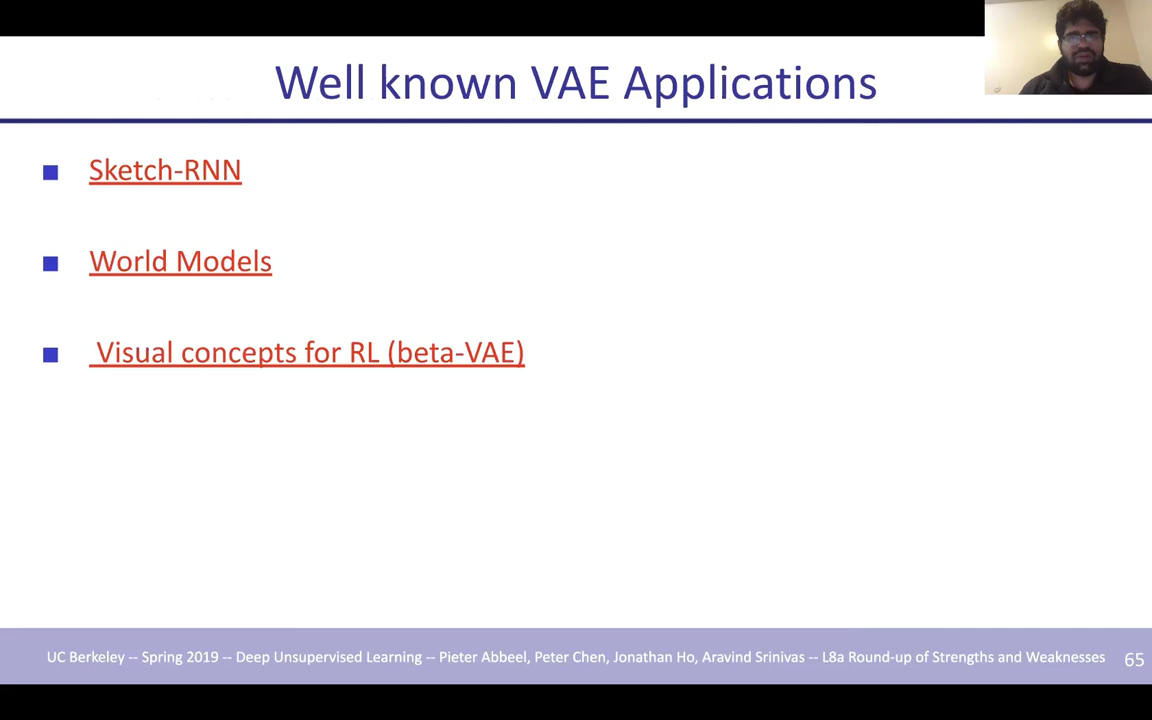 Well known VAE Applications
Sketch-RNN
World Models
Visual concepts for RL (beta-VAE)
UC Berkeley -- Spring 2019 -- Deep Unsupervised Learning -- Pieter Abbeel, Peter Chen, Jonathan Ho, Aravind Srinivas -- L8a Round-up of Strengths and Weaknesses 65